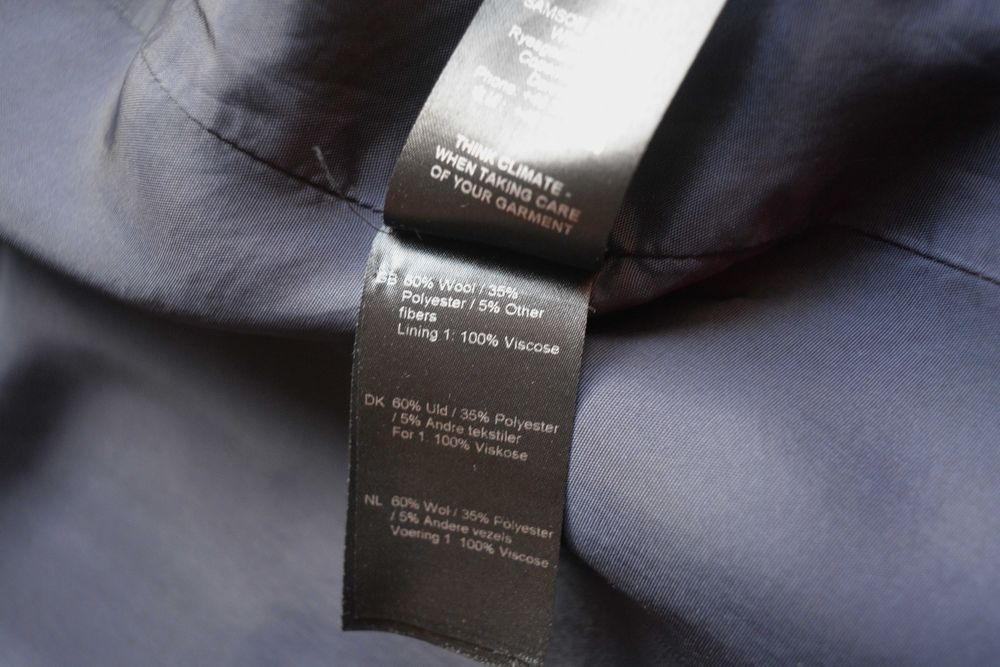 THINK CLIMATE -
WHEN TAKING CARE
OF YOUR GARMENT
GB 60% Wool / 35%
Polyester / 5% Other
fibers
Lining 1: 100% Viscose
DK 60% Uld / 35% Polyester
/ 5% Andre tekstiler
For 1: 100% Viskose
NL 60% Wol / 35% Polyester
/ 5% Andere vezels
Voering 1: 100% Viscose